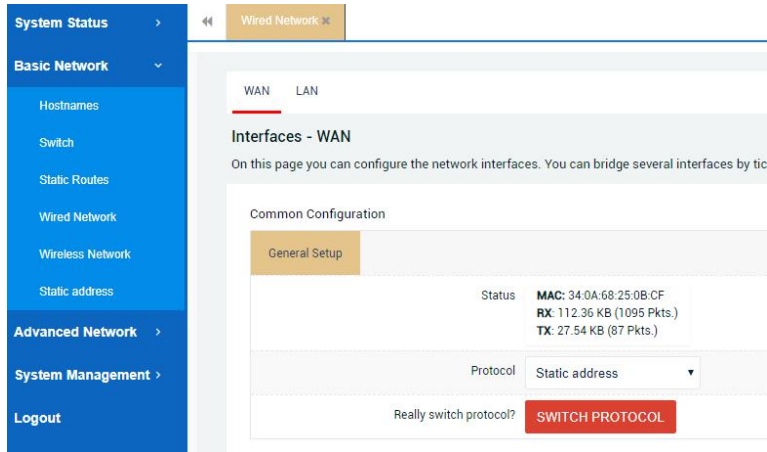 System Status
Basic Network
Hostnames
Switch
Static Routes
Wired Network
Wireless Network
Static address
Advanced Network
System Management
Logout
Wired Network
WAN LAN
Interfaces - WAN
On this page you can configure the network interfaces. You can bridge several interfaces by tic
Common Configuration
General Setup
Status MAC: 34:0A:68:25:0B:CF
RX: 112.36 KB (1095 Pkts.)
TX: 27.54 KB (87 Pkts.)
Protocol Static address
Really switch protocol? SWITCH PROTOCOL